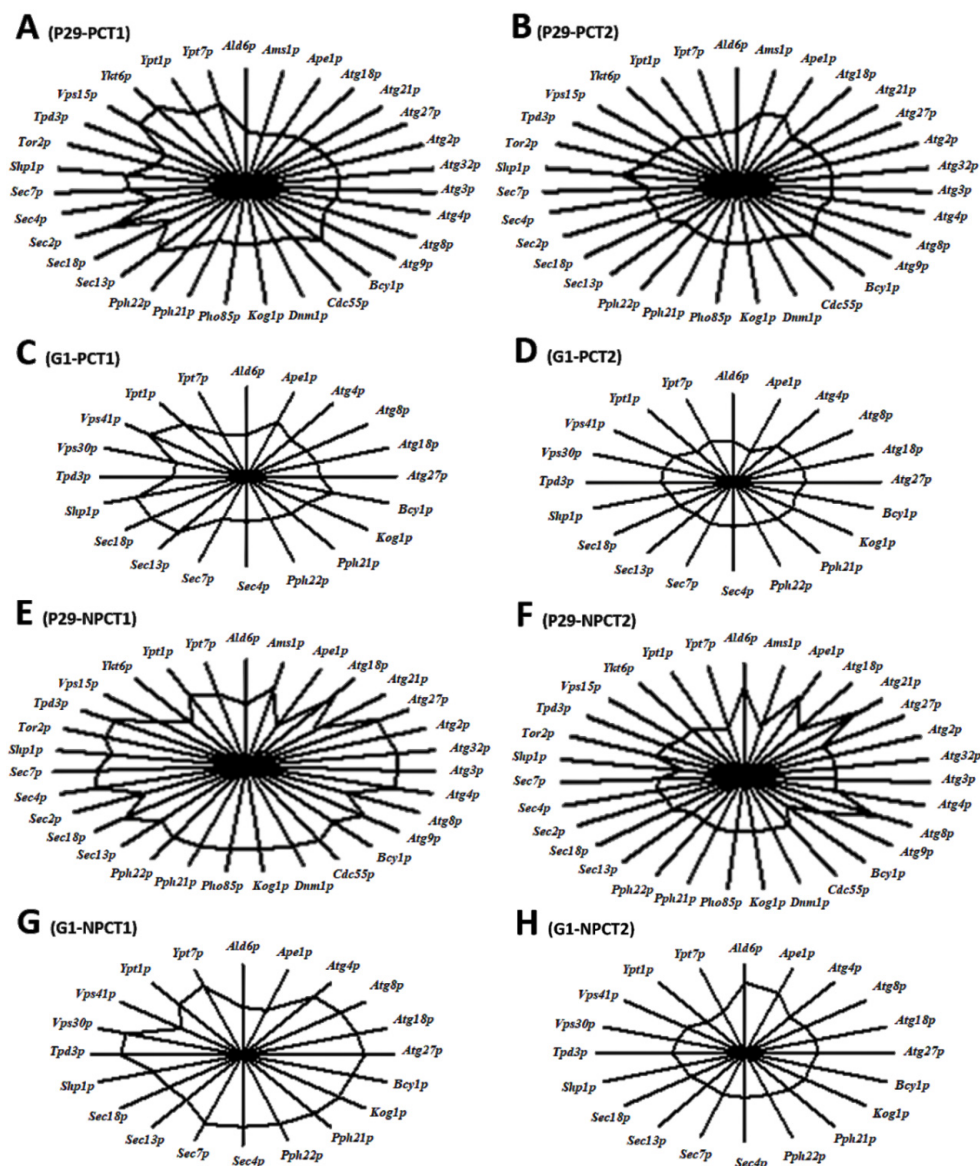 A (P29-PCT1)
Ald6p
Ams1p
Ape1p
Atg18p
Atg21p
Atg27p
Atg2p
Atg32p
Atg3p
Atg4p
Atg8p
Atg9p
Bcy1p
Cdc55p
Dnm1p
Kog1p
Pho85p
Pph21p
Pph22p
Sec13p
Sec18p
Sec2p
Sec4p
Sec7p
Shp1p
Tor2p
Tpd3p
Vps15p
Ykt6p
Ypt1p
Ypt7p
B (P29-PCT2)
Ald6p
Ams1p
Ape1p
Atg18p
Atg21p
Atg27p
Atg2p
Atg32p
Atg3p
Atg4p
Atg8p
Atg9p
Bcy1p
Cdc55p
Dnm1p
Kog1p
Pho85p
Pph21p
Pph22p
Sec13p
Sec18p
Sec2p
Sec4p
Sec7p
Shp1p
Tor2p
Tpd3p
Vps15p
Ykt6p
Ypt1p
Ypt7p
C (G1-PCT1)
Ald6p
Ape1p
Atg4p
Atg8p
Atg18p
Atg27p
Bcy1p
Kog1p
Pph21p
Pph22p
Sec4p
Sec7p
Sec13p
Sec18p
Shp1p
Tpd3p
Vps30p
Vps41p
Ypt1p
Ypt7p
D (G1-PCT2)
Ald6p
Ape1p
Atg4p
Atg8p
Atg18p
Atg27p
Bcy1p
Kog1p
Pph21p
Pph22p
Sec4p
Sec7p
Sec13p
Sec18p
Shp1p
Tpd3p
Vps30p
Vps41p
Ypt1p
Ypt7p
E (P29-NPCT1)
Ald6p
Ams1p
Ape1p
Atg18p
Atg21p
Atg27p
Atg2p
Atg32p
Atg3p
Atg4p
Atg8p
Atg9p
Bcy1p
Cdc55p
Dnm1p
Kog1p
Pho85p
Pph21p
Pph22p
Sec13p
Sec18p
Sec2p
Sec4p
Sec7p
Shp1p
Tor2p
Tpd3p
Vps15p
Ykt6p
Ypt1p
Ypt7p
F (P29-NPCT2)
Ald6p
Ams1p
Ape1p
Atg18p
Atg21p
Atg27p
Atg2p
Atg32p
Atg3p
Atg4p
Atg8p
Atg9p
Bcy1p
Cdc55p
Dnm1p
Kog1p
Pho85p
Pph21p
Pph22p
Sec13p
Sec18p
Sec2p
Sec4p
Sec7p
Shp1p
Tor2p
Tpd3p
Vps15p
Ykt6p
Ypt1p
Ypt7p
G (G1-NPCT1)
Ald6p
Ape1p
Atg4p
Atg8p
Atg18p
Atg27p
Bcy1p
Kog1p
Pph21p
Pph22p
Sec4p
Sec7p
Sec13p
Sec18p
Shp1p
Tpd3p
Vps30p
Vps41p
Ypt1p
Ypt7p
H (G1-NPCT2)
Ald6p
Ape1p
Atg4p
Atg8p
Atg18p
Atg27p
Bcy1p
Kog1p
Pph21p
Pph22p
Sec4p
Sec7p
Sec13p
Sec18p
Shp1p
Tpd3p
Vps30p
Vps41p
Ypt1p
Ypt7p